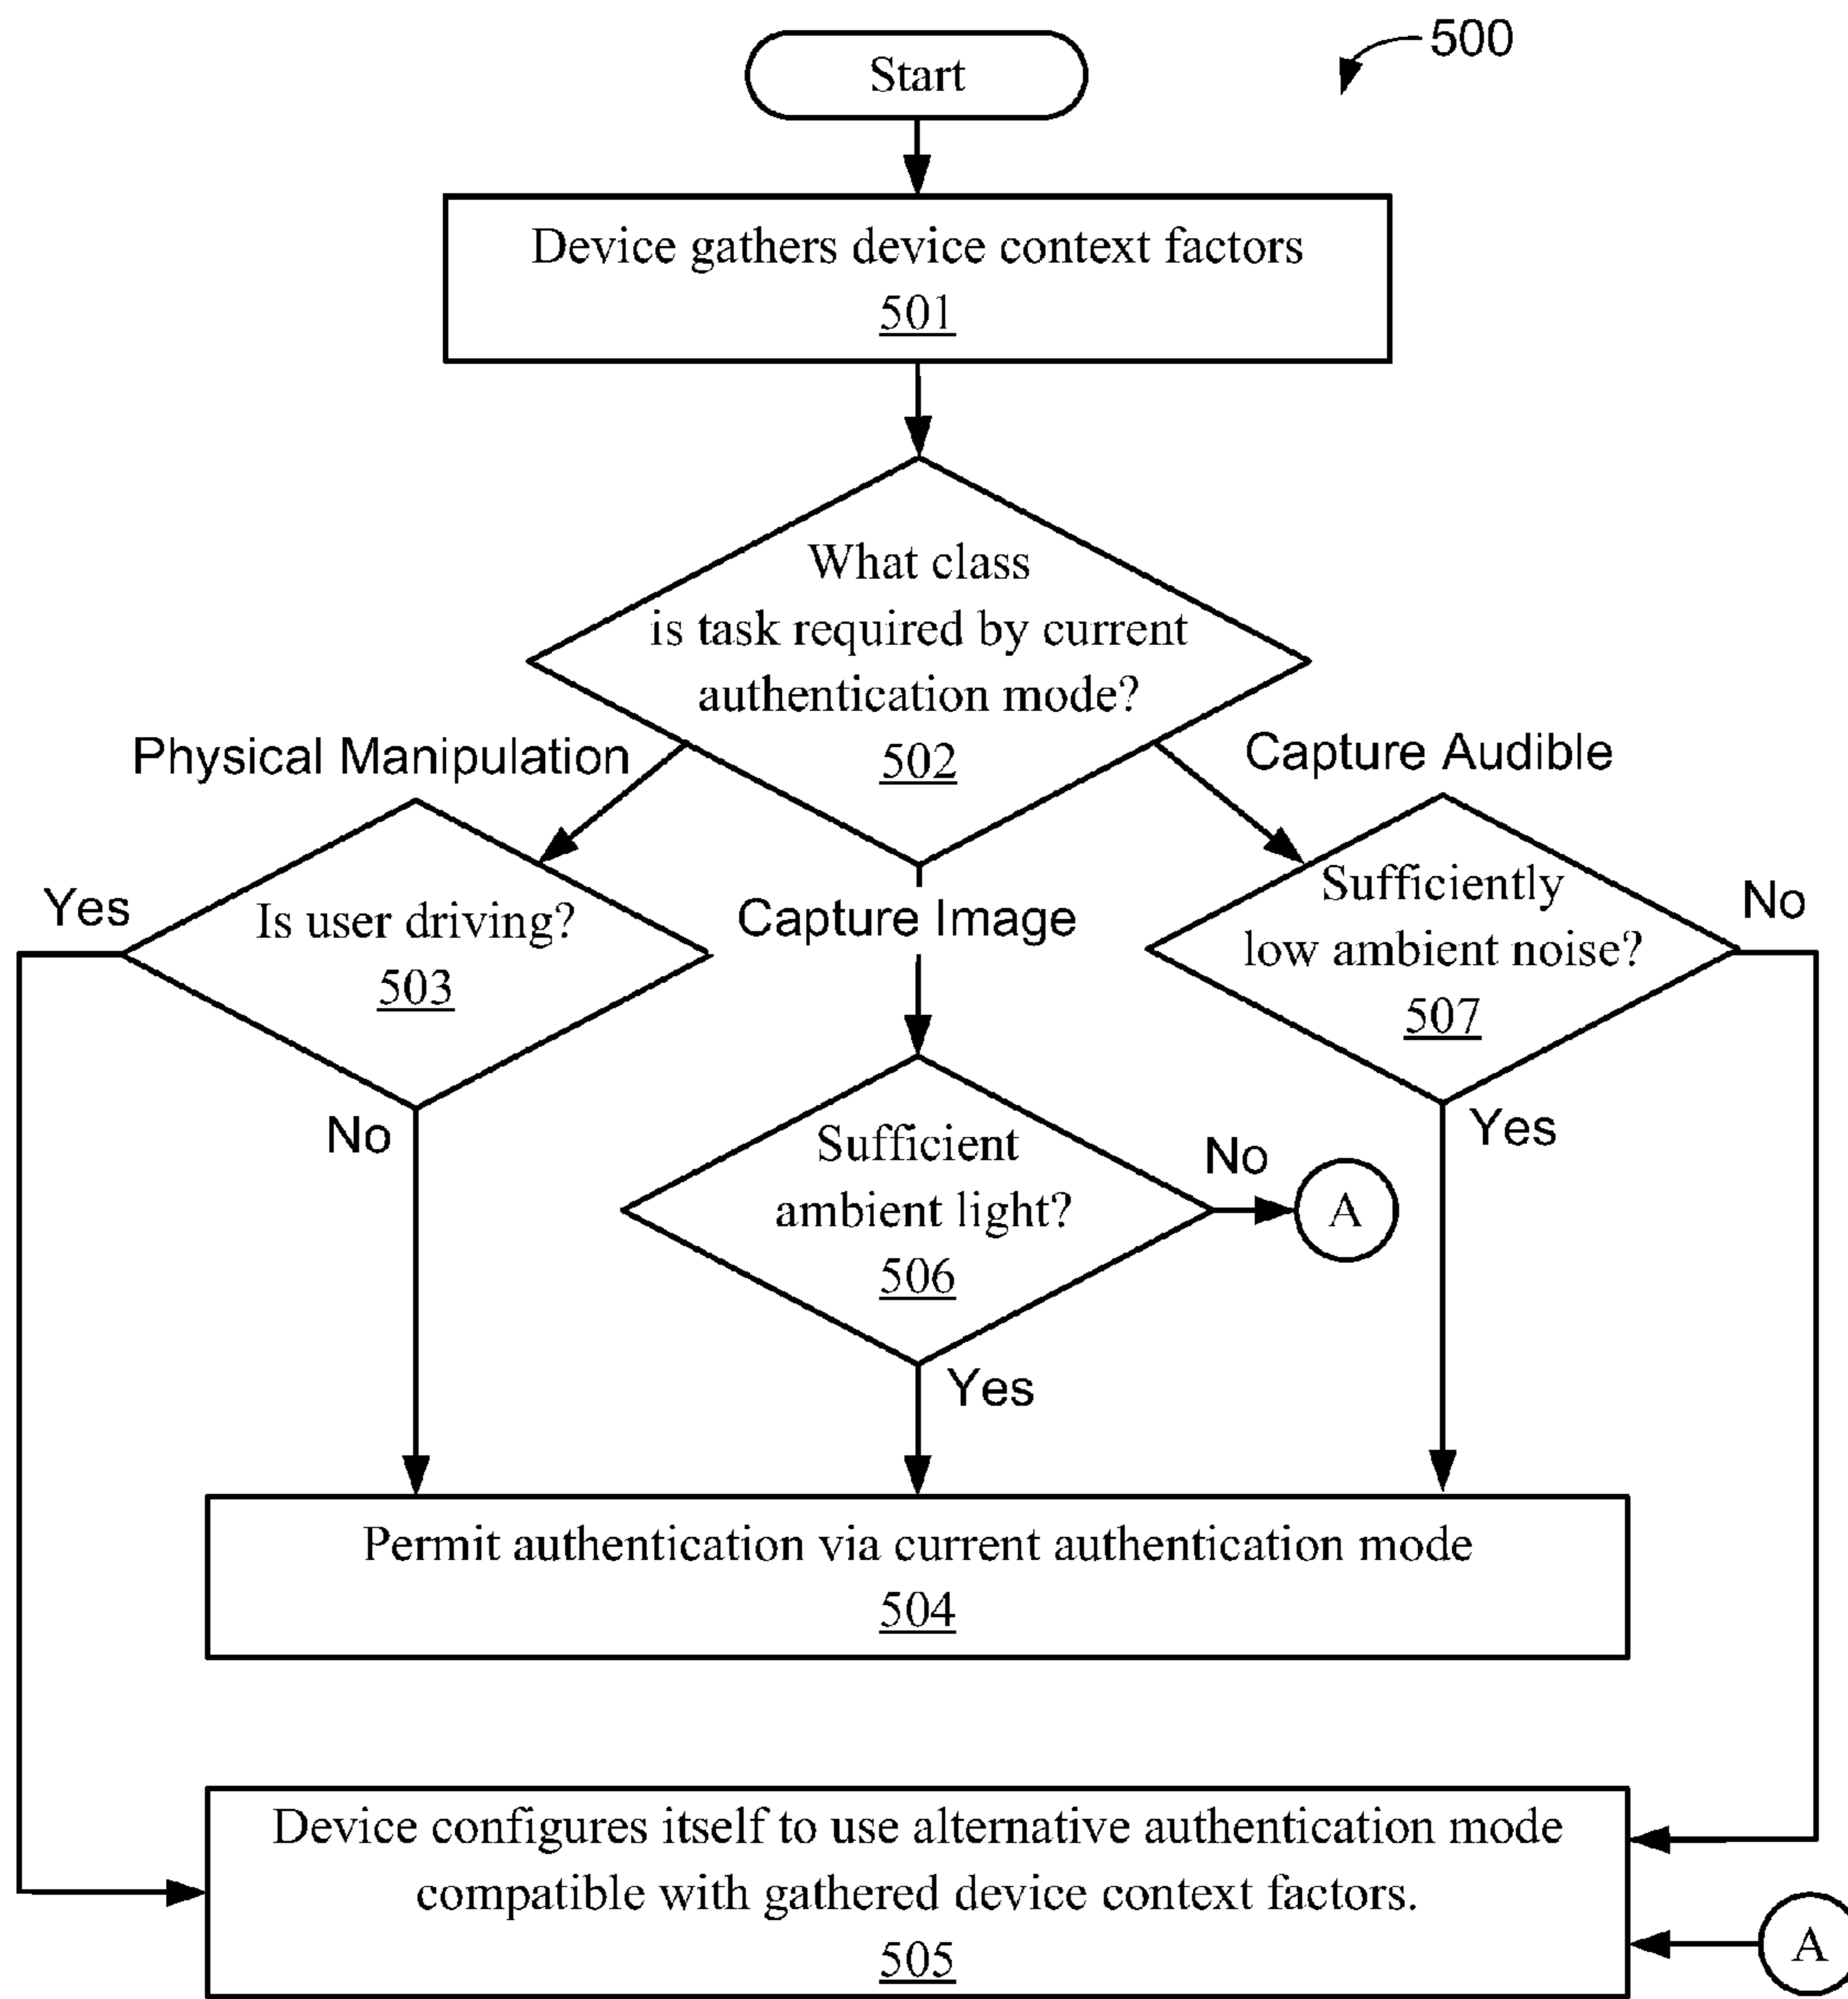 Start
500
Device gathers device context factors
501
What class
is task required by current
authentication mode?
502
Physical Manipulation
Capture Audible
Yes
Is user driving?
503
No
Capture Image
Sufficiently
low ambient noise?
507
No
Yes
Sufficient
ambient light?
506
No
A
Yes
Permit authentication via current authentication mode
504
Device configures itself to use alternative authentication mode
compatible with gathered device context factors.
505
A